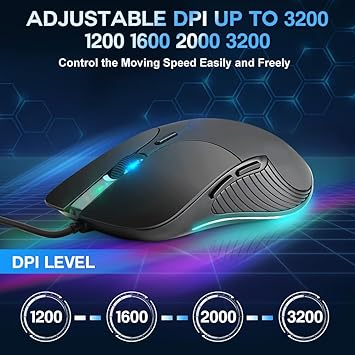 ADJUSTABLE DPI UP TO 3200
1200 1600 2000 3200
Control the Moving Speed Easily and Freely
DPI LEVEL
1200 1600 2000 3200